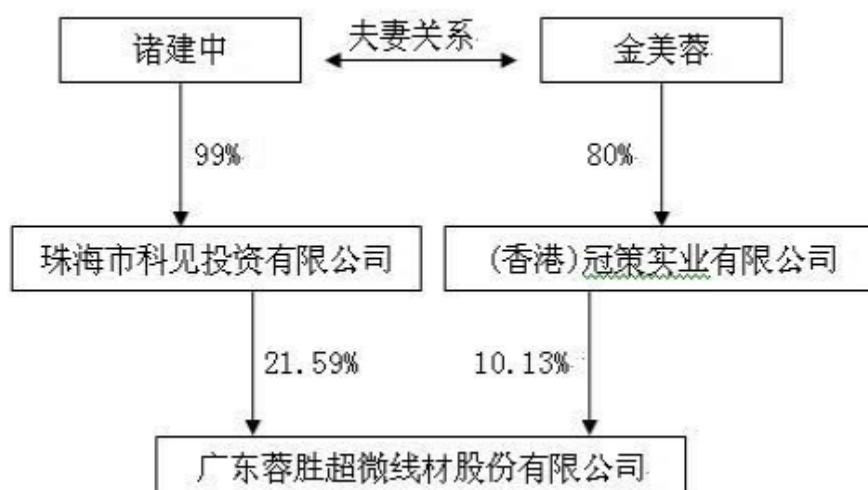 诸建中
夫妻关系
金美蓉
99%
80%
珠海市科见投资有限公司
(香港)冠策实业有限公司
21.59%
10.13%
广东蓉胜超微线材股份有限公司